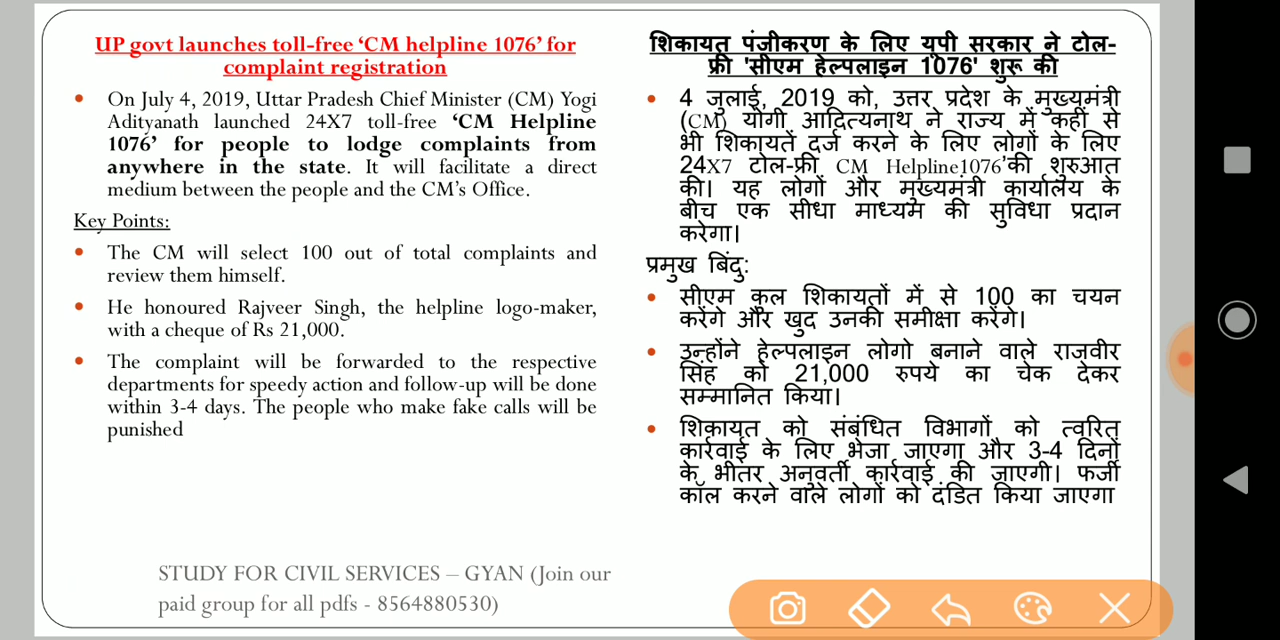 UP govt launches toll-free ‘CM helpline 1076’ for
complaint registration
• On July 4, 2019, Uttar Pradesh Chief Minister (CM) Yogi
Adityanath launched 24X7 toll-free ‘CM Helpline
1076’ for people to lodge complaints from
anywhere in the state. It will facilitate a direct
medium between the people and the CM’s Office.
Key Points:
• The CM will select 100 out of total complaints and
review them himself.
• He honoured Rajveer Singh, the helpline logo-maker,
with a cheque of Rs 21,000.
• The complaint will be forwarded to the respective
departments for speedy action and follow-up will be done
within 3-4 days. The people who make fake calls will be
punished
शिकायत पंजीकरण के लिए यूपी सरकार ने टोल-
फ्री 'सीएम हेल्पलाइन 1076' शुरू की
• 4 जुलाई, 2019 को, उत्तर प्रदेश के मुख्यमंत्री
(CM) योगी आदित्यनाथ ने राज्य में कहीं से
भी शिकायतें दर्ज करने के लिए लोगों के लिए
24X7 टोल-फ्री CM Helpline1076’की शुरुआत
की। यह लोगों और मुख्यमंत्री कार्यालय के
बीच एक सीधा माध्यम की सुविधा प्रदान
करेगा।
प्रमुख बिंदु:
• सीएम कुल शिकायतों में से 100 का चयन
करेंगे और खुद उनकी समीक्षा करेंगे।
• उन्होंने हेल्पलाइन लोगो बनाने वाले राजवीर
सिंह को 21,000 रुपये का चेक देकर
सम्मानित किया।
• शिकायत को संबंधित विभागों को त्वरित
कार्रवाई के लिए भेजा जाएगा और 3-4 दिनों
के भीतर अनुवर्ती कार्रवाई की जाएगी। फर्जी
कॉल करने वाले लोगों को दंडित किया जाएगा
STUDY FOR CIVIL SERVICES – GYAN (Join our
paid group for all pdfs - 8564880530)